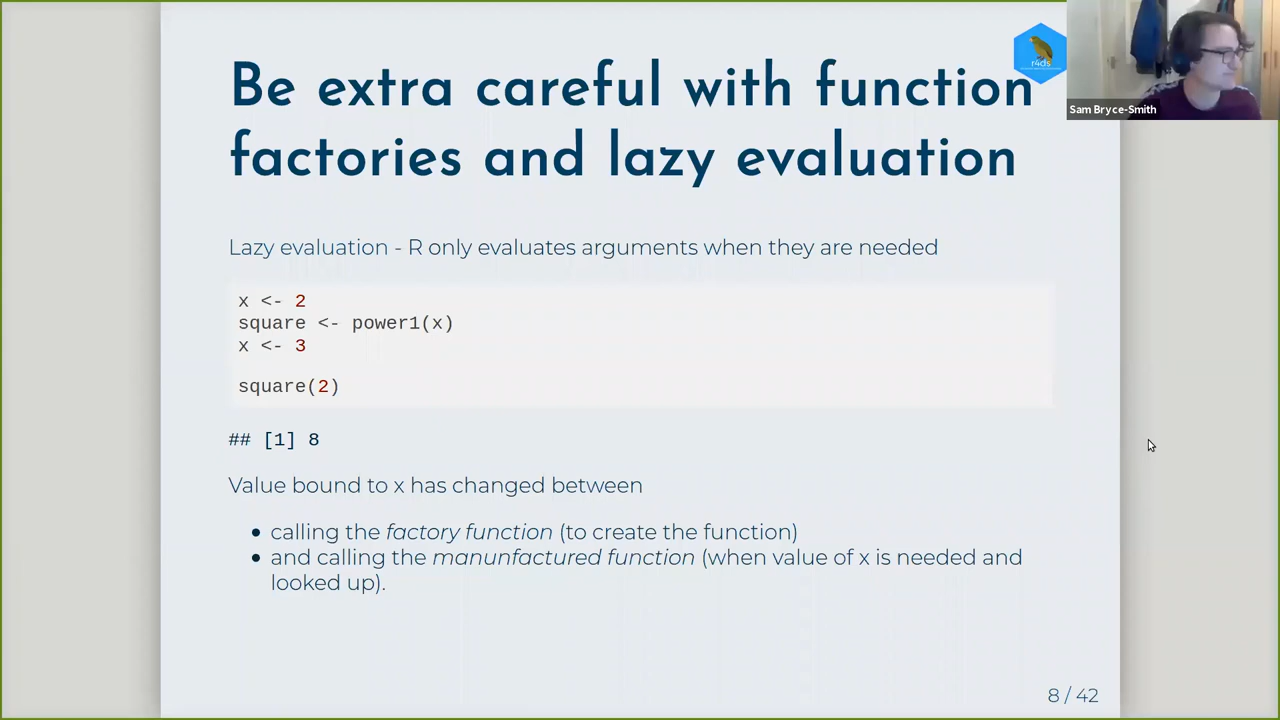 Be extra careful with function
factories and lazy evaluation
r4ds
Sam Bryce-Smith
Lazy evaluation - R only evaluates arguments when they are needed
x <- 2
square <- power1(x)
x <- 3
square(2)
## [1] 8
Value bound to x has changed between
• calling the factory function (to create the function)
• and calling the manunfactured function (when value of x is needed and
looked up).
8 / 42